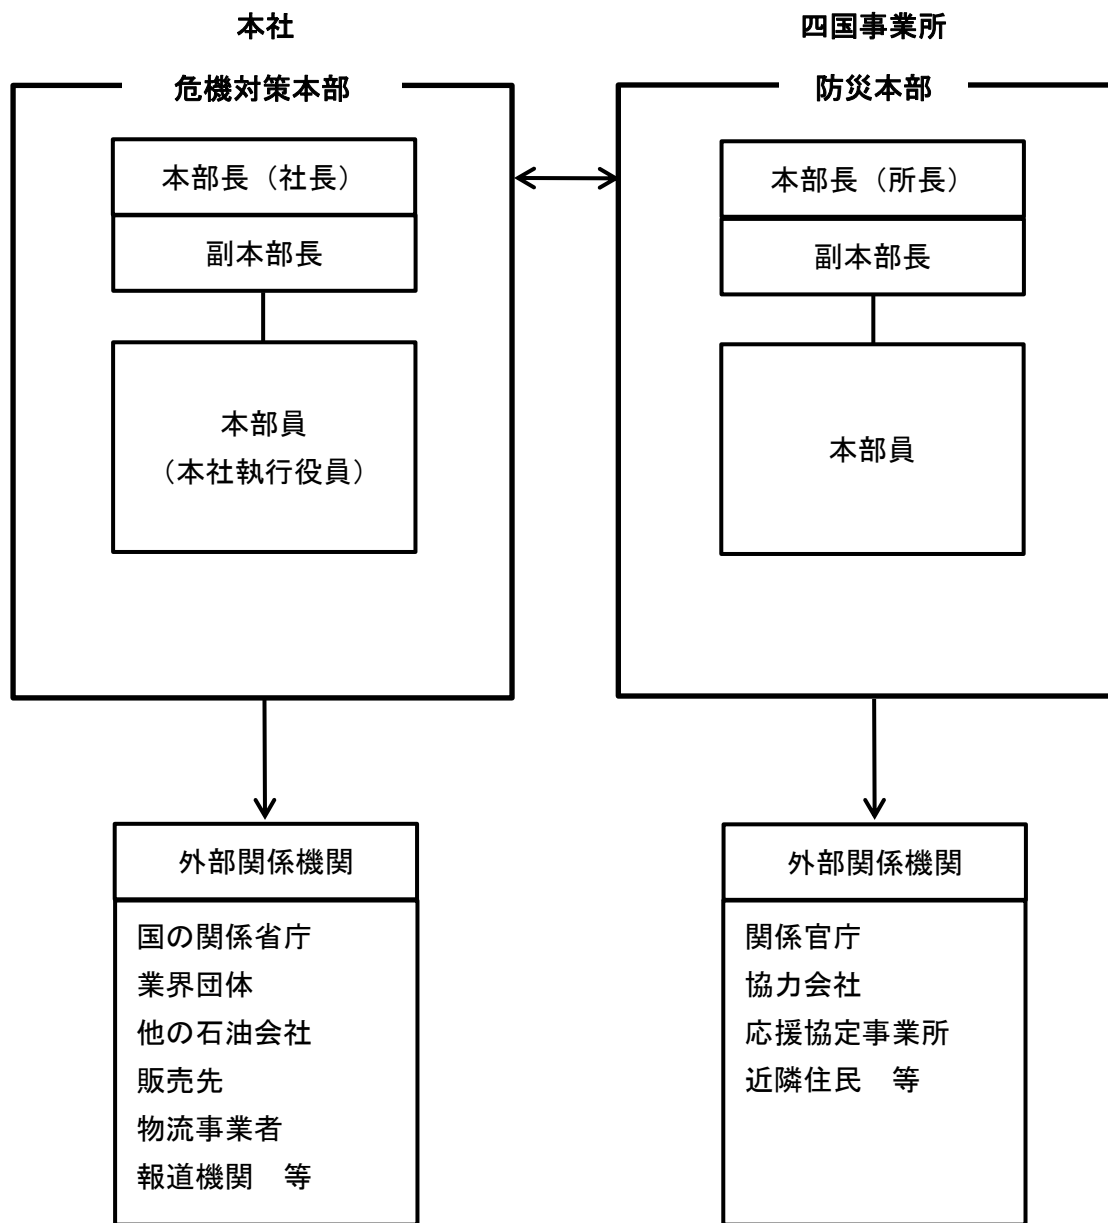 本社
危機対策本部
本部長（社長）
副本部長
本部員
（本社執行役員）
外部関係機関
国の関係省庁
業界団体
他の石油会社
販売先
物流事業者
報道機関　等
四国事業所
防災本部
本部長（所長）
副本部長
本部員
外部関係機関
関係官庁
協力会社
応援協定事業所
近隣住民　等